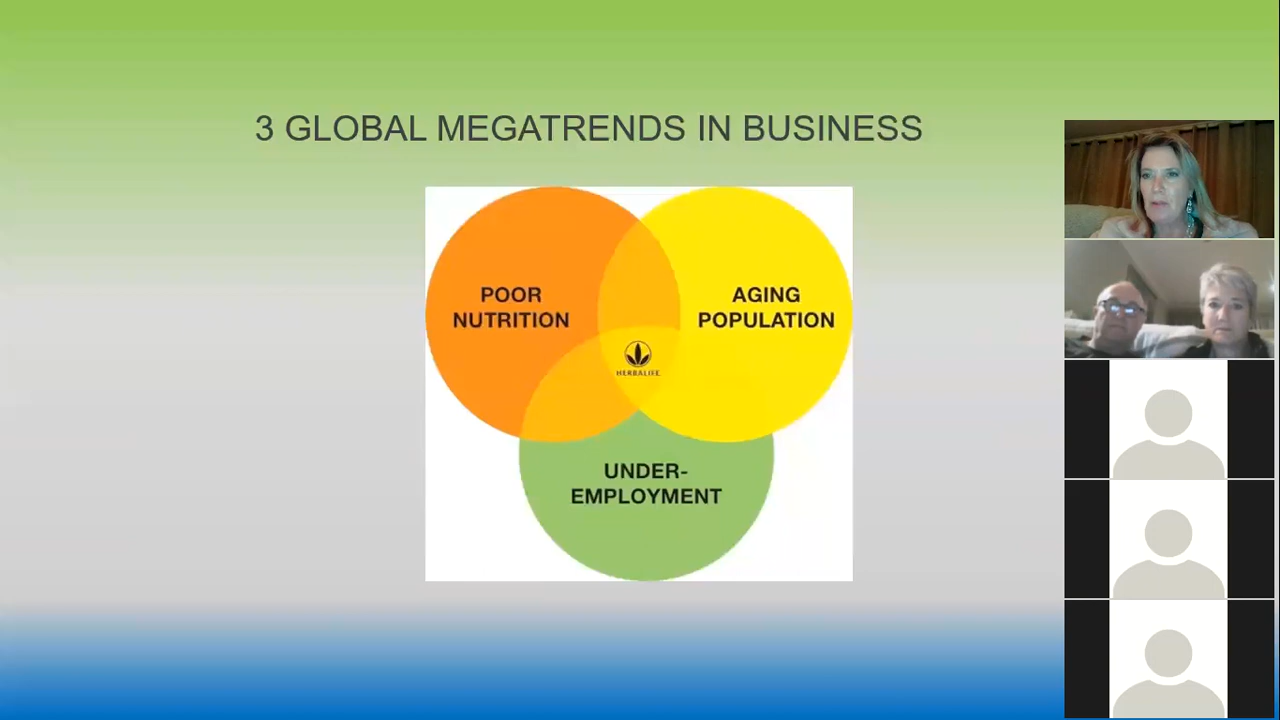 3 GLOBAL MEGATRENDS IN BUSINESS
POOR
NUTRITION
AGING
POPULATION
HERBALIFE
UNDER-
EMPLOYMENT